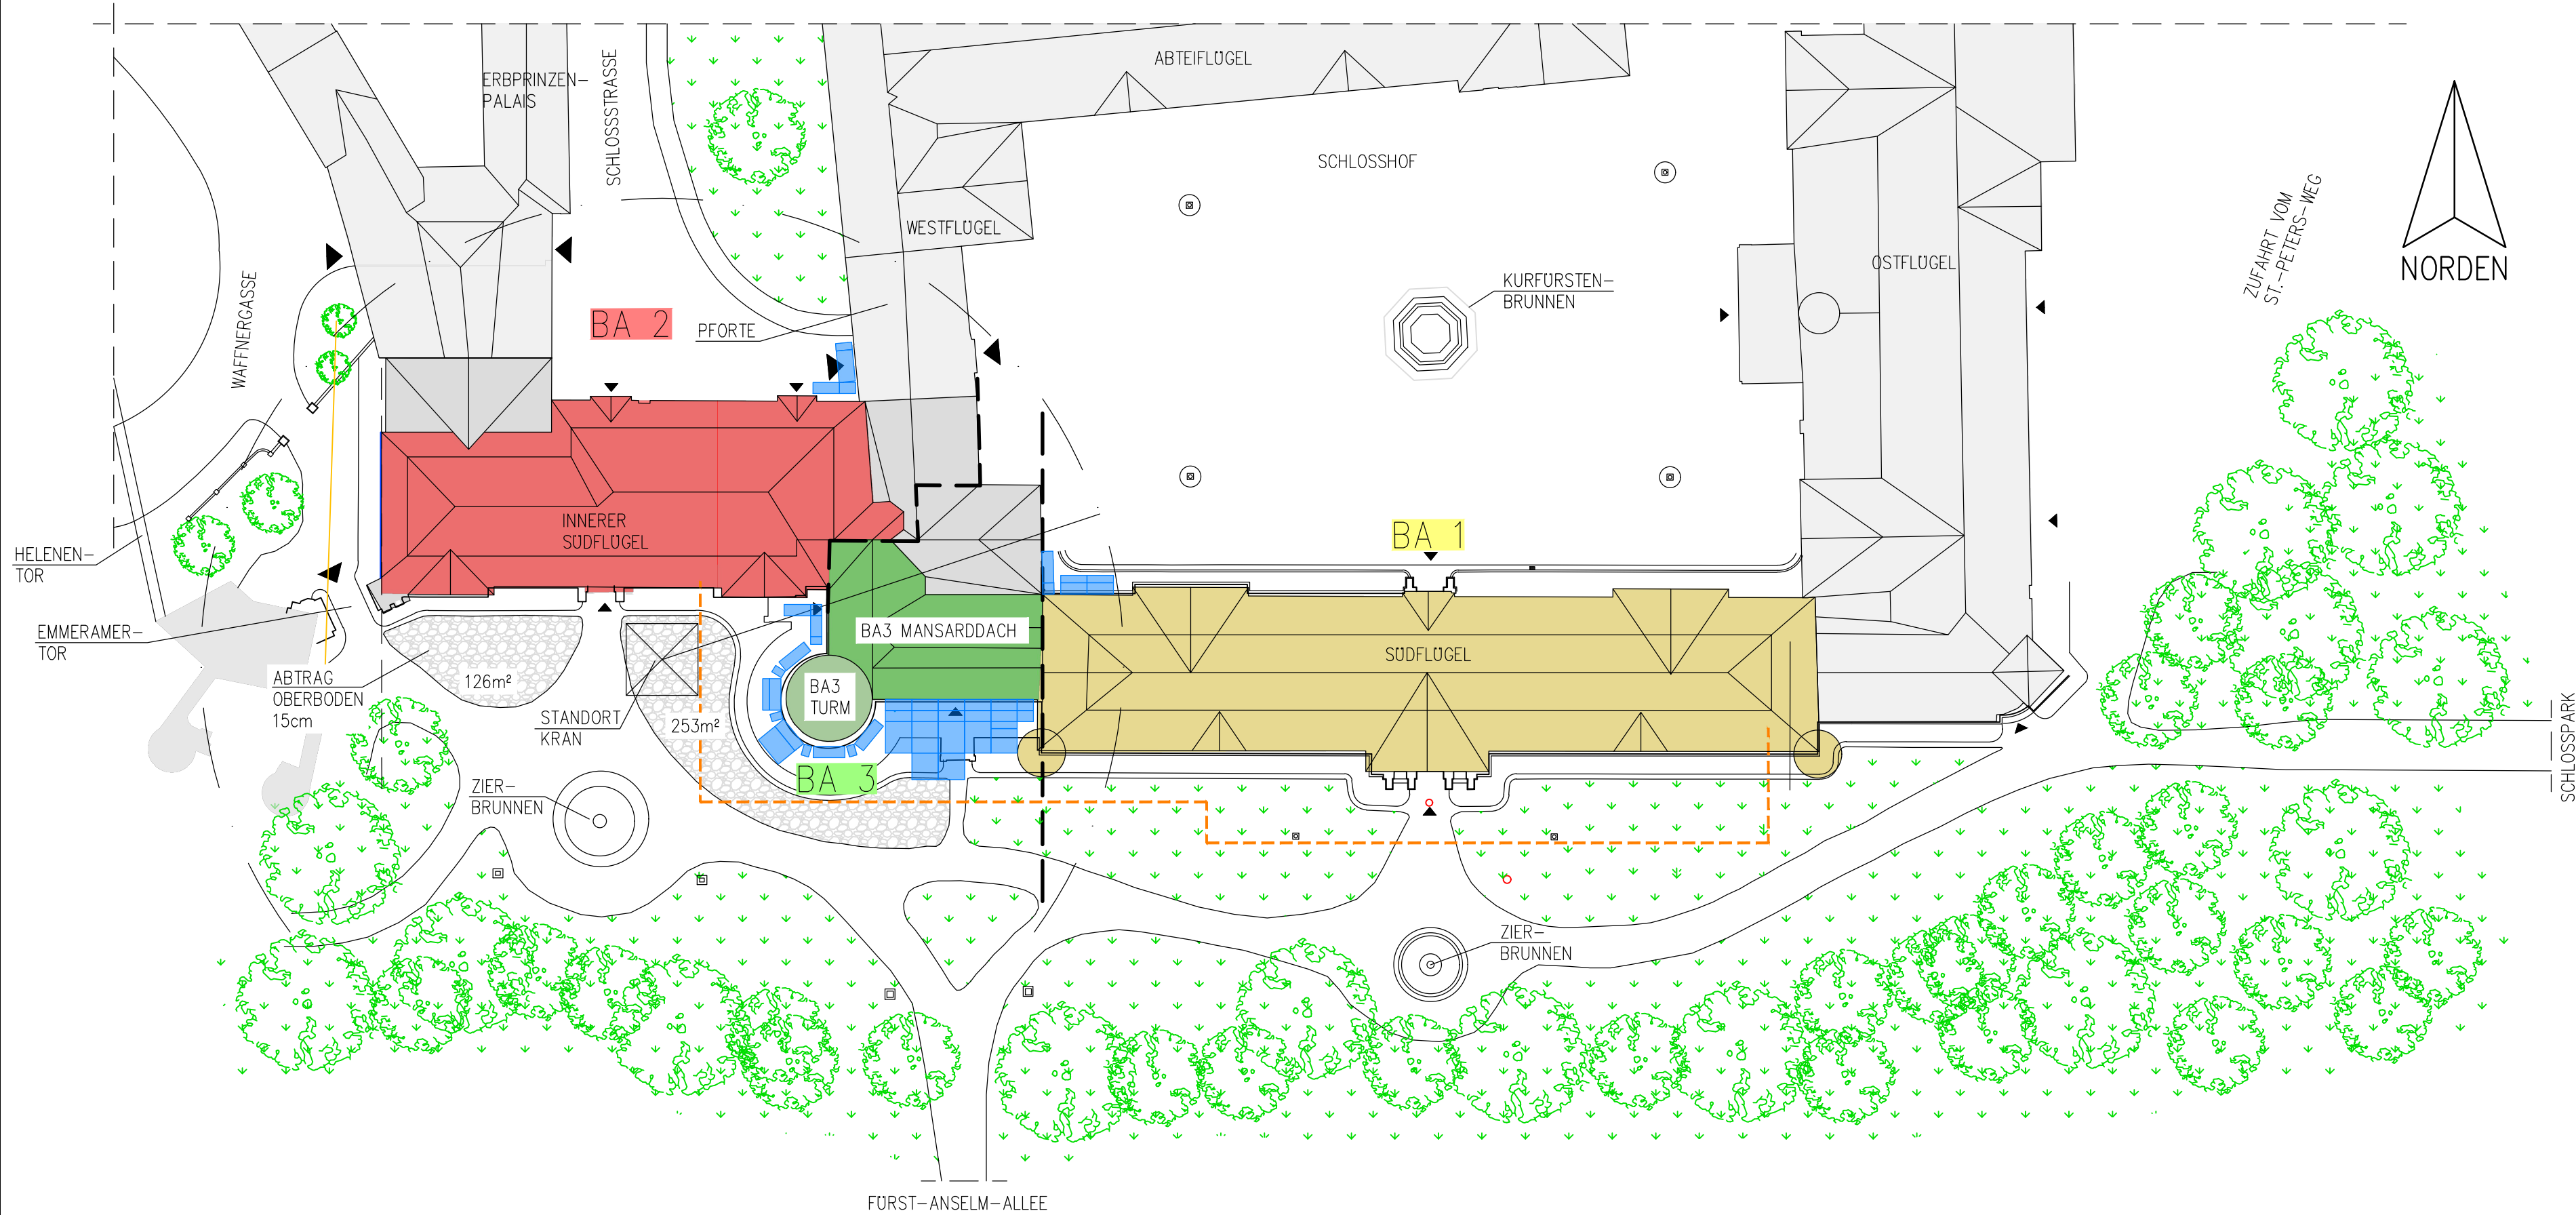 ABTEIFLÜGEL
ERBPRINZEN-
PALAIS
SCHLOSSSTRASSE
SCHLOSSHOF
WESTFLÜGEL
OSTFLÜGEL
ZUFAHRT VOM
ST.-PETERS-WEG
NORDEN
KURFÜRSTEN-
BRUNNEN
WAFFNERGASSE
BA 2
PFORTE
INNERER
SÜDFLÜGEL
BA 1
HELENEN-
TOR
EMMERAMER-
TOR
BA3 MANSARDDACH
SÜDFLÜGEL
ABTRAG
OBERBODEN
15cm
126m²
BA3
TURM
STANDORT
KRAN
253m²
BA 3
ZIER-
BRUNNEN
SCHLOSSPARK
ZIER-
BRUNNEN
FÜRST-ANSELM-ALLEE